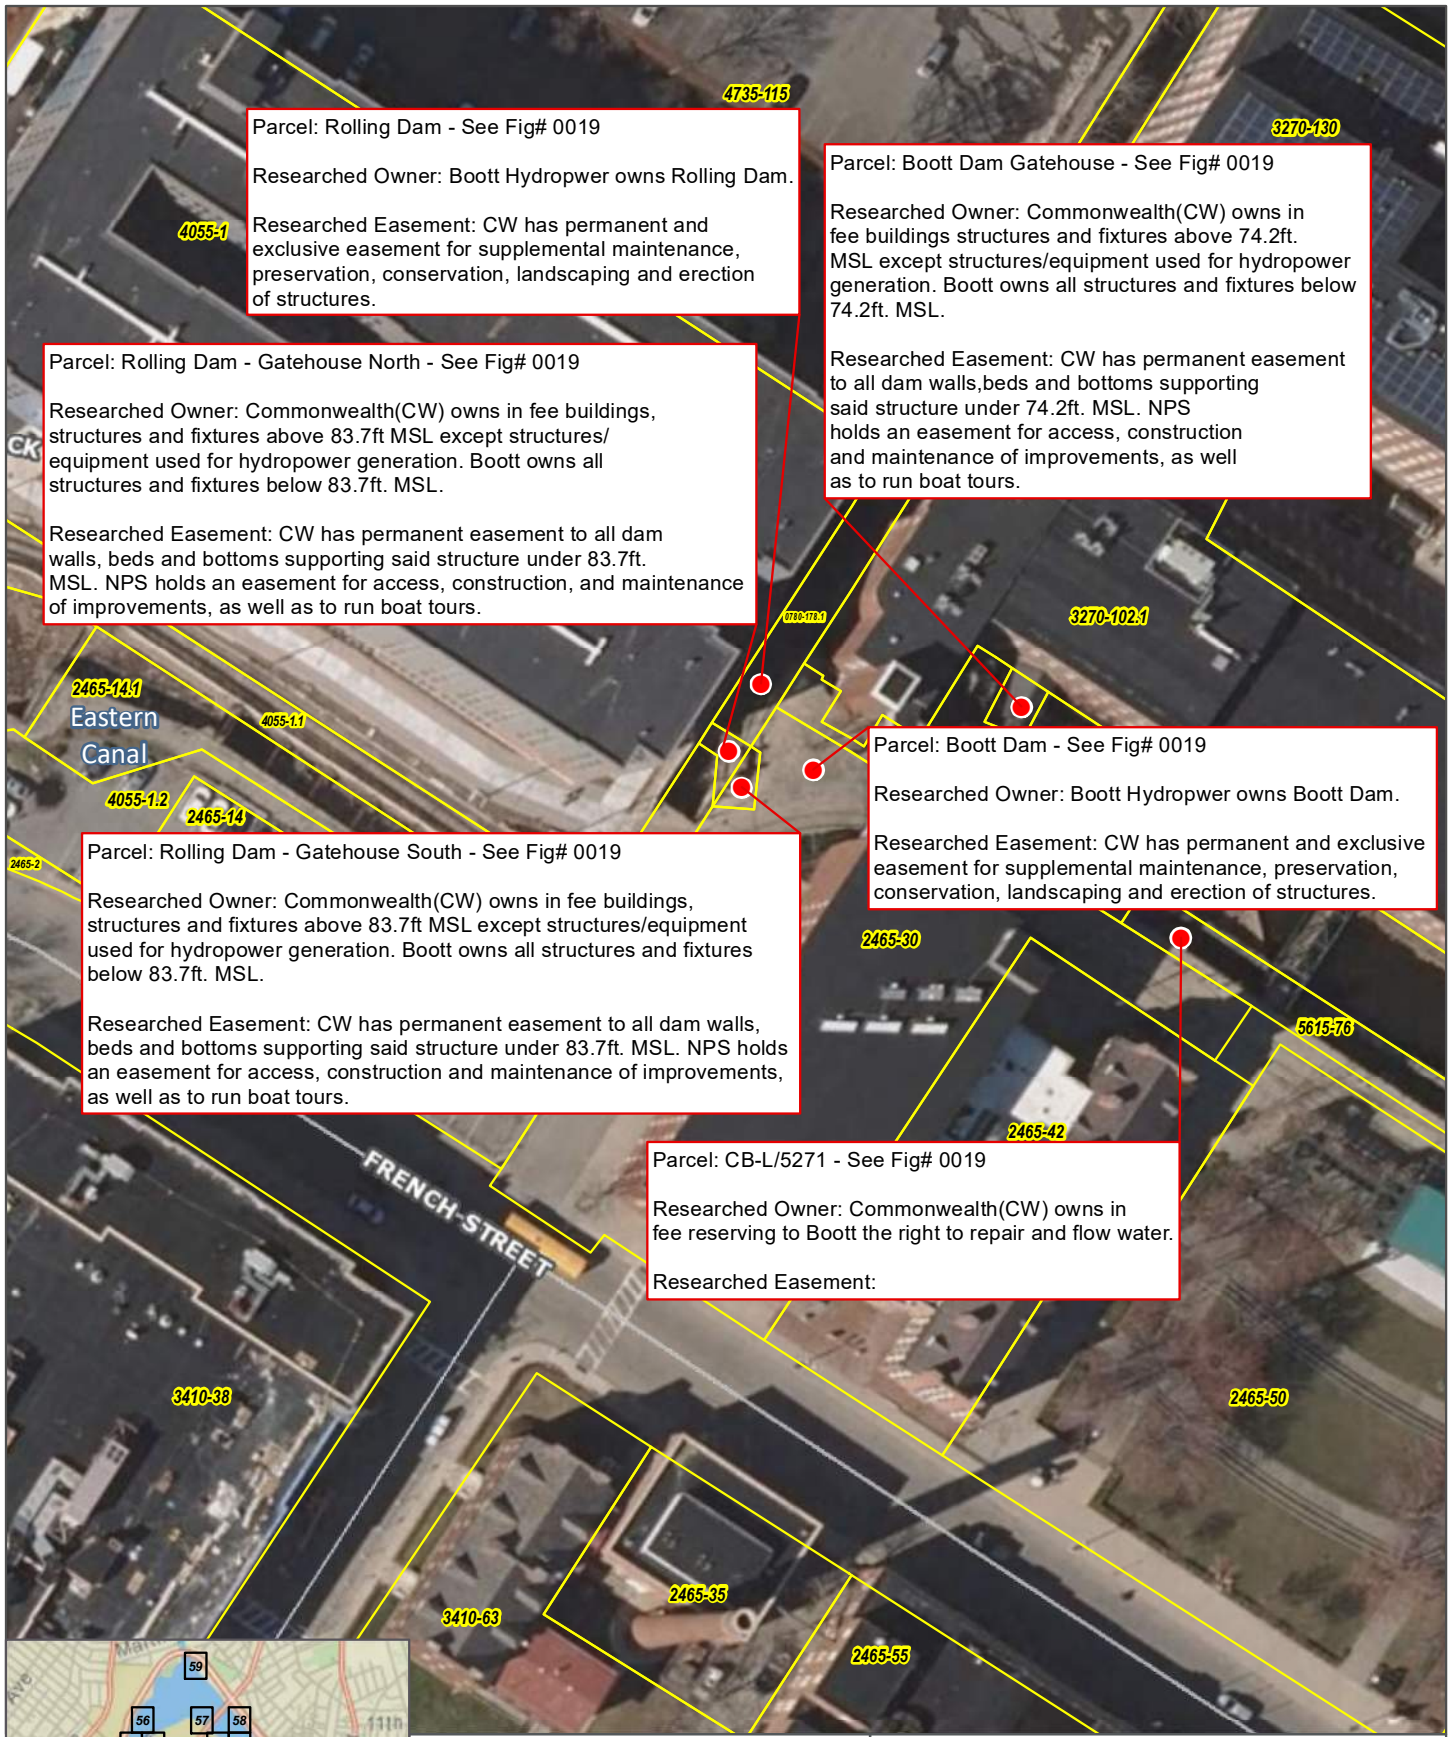 4735-115
3270-130
Parcel: Rolling Dam - See Fig# 0019
Researched Owner: Boott Hydropwer owns Rolling Dam.
Researched Easement: CW has permanent and
exclusive easement for supplemental maintenance,
preservation, conservation, landscaping and erection
of structures.
Parcel: Boott Dam Gatehouse - See Fig# 0019
Researched Owner: Commonwealth(CW) owns in
fee buildings structures and fixtures above 74.2ft.
MSL except structures/equipment used for hydropower
generation. Boott owns all structures and fixtures below
74.2ft. MSL.
Researched Easement: CW has permanent easement
to all dam walls,beds and bottoms supporting
said structure under 74.2ft. MSL. NPS
holds an easement for access, construction
and maintenance of improvements, as well
as to run boat tours.
4055-1
Parcel: Rolling Dam - Gatehouse North - See Fig# 0019
Researched Owner: Commonwealth(CW) owns in fee buildings,
structures and fixtures above 83.7ft MSL except structures/
equipment used for hydropower generation. Boott owns all
structures and fixtures below 83.7ft. MSL.
Researched Easement: CW has permanent easement to all dam
walls, beds and bottoms supporting said structure under 83.7ft.
MSL. NPS holds an easement for access, construction, and maintenance
of improvements, as well as to run boat tours.
CK
0780-178.1
3270-102.1
2465-14.1
Eastern
Canal
4055-1.1
4055-1.2
2465-14
2465-2
Parcel: Boott Dam - See Fig# 0019
Researched Owner: Boott Hydropwer owns Boott Dam.
Researched Easement: CW has permanent and exclusive
easement for supplemental maintenance, preservation,
conservation, landscaping and erection of structures.
Parcel: Rolling Dam - Gatehouse South - See Fig# 0019
Researched Owner: Commonwealth(CW) owns in fee buildings,
structures and fixtures above 83.7ft MSL except structures/equipment
used for hydropower generation. Boott owns all structures and fixtures
below 83.7ft. MSL.
Researched Easement: CW has permanent easement to all dam walls,
beds and bottoms supporting said structure under 83.7ft. MSL. NPS holds
an easement for access, construction and maintenance of improvements,
as well as to run boat tours.
2465-30
5615-76
2465-42
Parcel: CB-L/5271 - See Fig# 0019
Researched Owner: Commonwealth(CW) owns in
fee reserving to Boott the right to repair and flow water.
Researched Easement:
FRENCH STREET
3410-38
2465-50
2465-35
3410-63
2465-55
Ave
59
56
57
58
11th